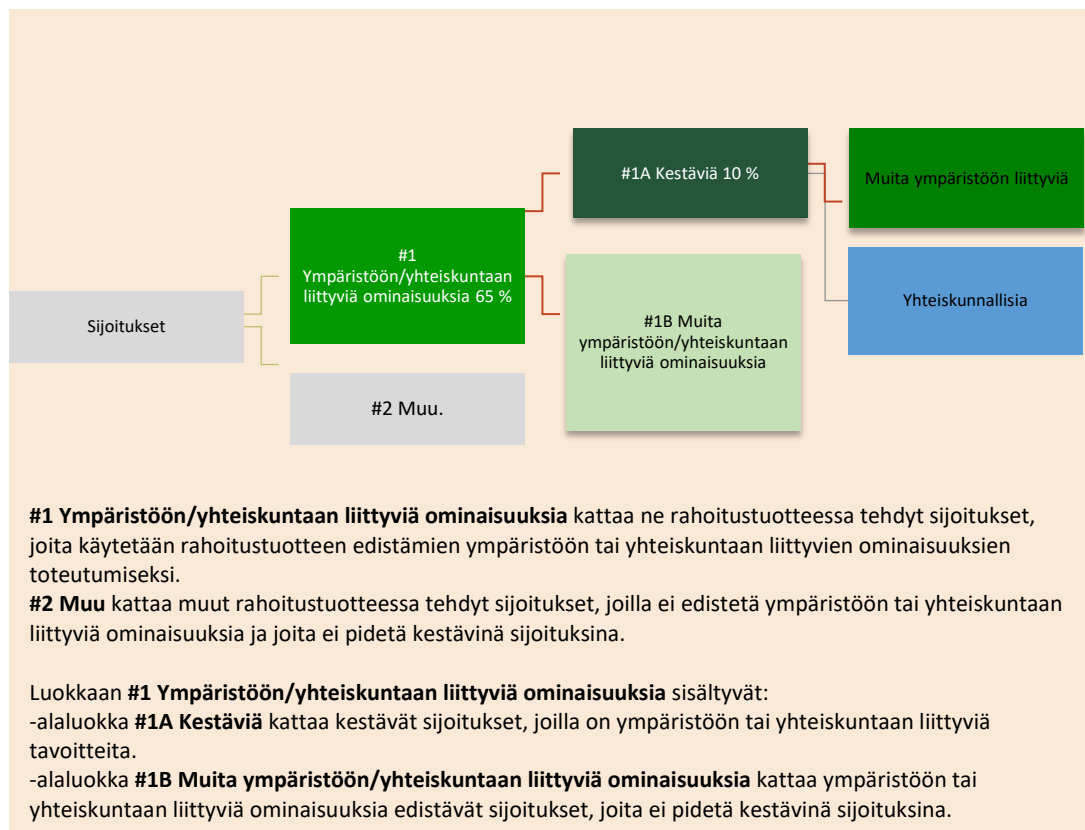 #1A Kestäviä 10 %
Muita ympäristöön liittyviä
#1
Ympäristöön/yhteiskuntaan
liittyviä ominaisuuksia 65 %
Yhteiskunnallisia
Sijoitukset
#1B Muita
ympäristöön/yhteiskuntaan
liittyviä ominaisuuksia
#2 Muu.
#1 Ympäristöön/yhteiskuntaan liittyviä ominaisuuksia kattaa ne rahoitustuotteessa tehdyt sijoitukset,
joita käytetään rahoitustuotteen edistämien ympäristöön tai yhteiskuntaan liittyvien ominaisuuksien
toteutumiseksi.
#2 Muu kattaa muut rahoitustuotteessa tehdyt sijoitukset, joilla ei edistetä ympäristöön tai yhteiskuntaan
liittyviä ominaisuuksia ja joita ei pidetä kestävinä sijoituksina.
Luokkaan #1 Ympäristöön/yhteiskuntaan liittyviä ominaisuuksia sisältyvät:
-alaluokka #1A Kestäviä kattaa kestävät sijoitukset, joilla on ympäristöön tai yhteiskuntaan liittyviä
tavoitteita.
-alaluokka #1B Muita ympäristöön/yhteiskuntaan liittyviä ominaisuuksia kattaa ympäristöön tai
yhteiskuntaan liittyviä ominaisuuksia edistävät sijoitukset, joita ei pidetä kestävinä sijoituksina.